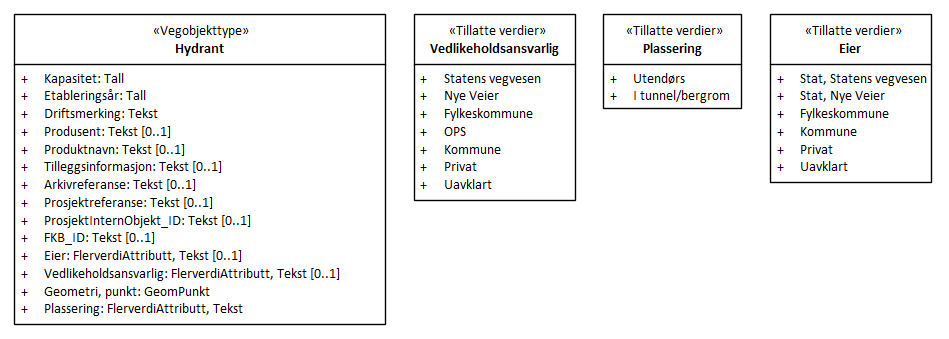 «Vegobjekttype»
Hydrant
+ Kapasitet: Tall
+ Etableringsår: Tall
+ Driftsmerking: Tekst
+ Produsent: Tekst [0..1]
+ Produktnavn: Tekst [0..1]
+ Tilleggsinformasjon: Tekst [0..1]
+ Arkivreferanse: Tekst [0..1]
+ Prosjektreferanse: Tekst [0..1]
+ ProsjektInternObjekt_ID: Tekst [0..1]
+ FKB_ID: Tekst [0..1]
+ Eier: FlerverdiAttributt, Tekst [0..1]
+ Vedlikeholdsansvarlig: FlerverdiAttributt, Tekst [0..1]
+ Geometri, punkt: GeomPunkt
+ Plassering: FlerverdiAttributt, Tekst
«Tillatte verdier»
Vedlikeholdsansvarlig
+ Statens vegvesen
+ Nye Veier
+ Fylkeskommune
+ OPS
+ Kommune
+ Privat
+ Uavklart
«Tillatte verdier»
Plassering
+ Utendørs
+ I tunnel/bergrom
«Tillatte verdier»
Eier
+ Stat, Statens vegvesen
+ Stat, Nye Veier
+ Fylkeskommune
+ Kommune
+ Privat
+ Uavklart